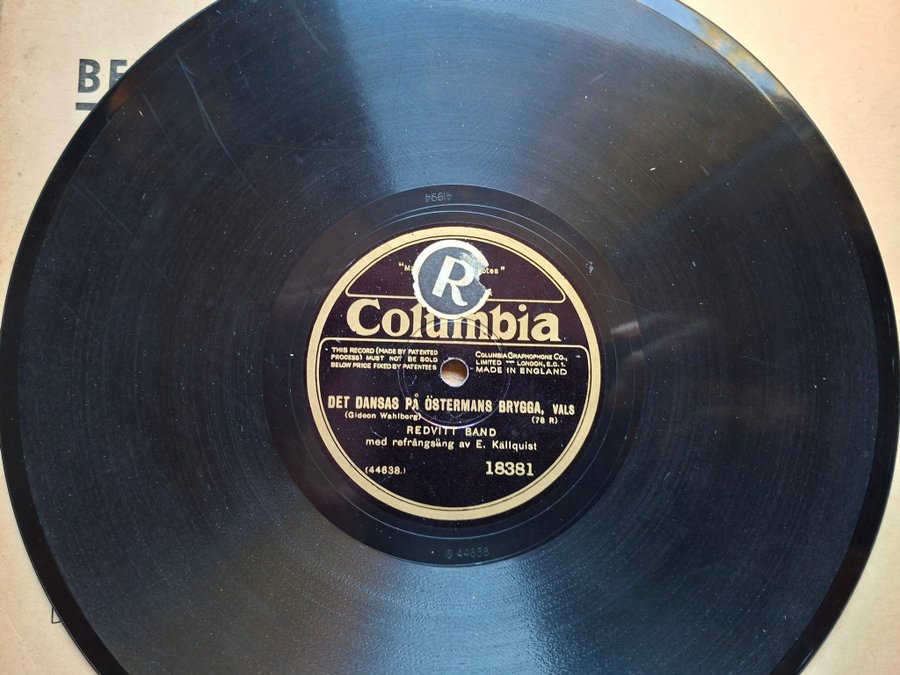 BE
41994
R
Columbia
THIS RECORD (MADE BY PATENTED
PROCESS) MUST NOT BE SOLD
BELOW PRICE FIXED BY PATENTEES
COLUMBIA GRAPHOPHONE CO.,
LIMITED — LONDON, E.C. 1.
MADE IN ENGLAND
DET DANSAS PÅ ÖSTERMANS BRYGGA, VALS
(Gideon Wahlberg) (78 R)
REDVITT BAND
med refrängsång av E. Källquist
(44638.) 18381
44638